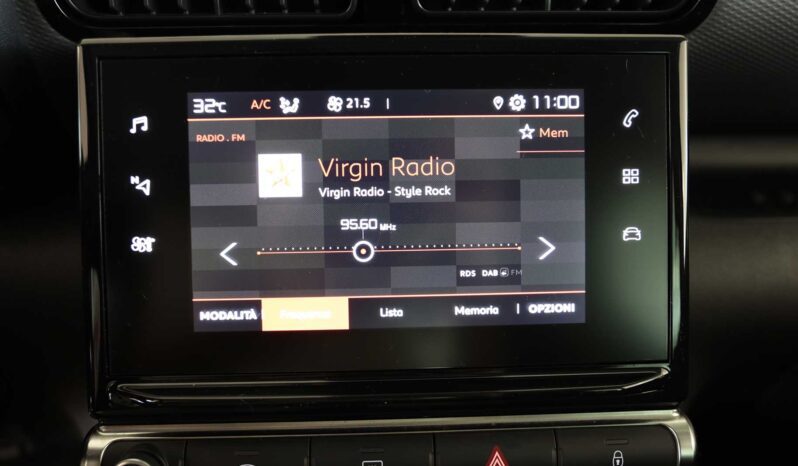 32°C A/C 21.5 11:00
RADIO . FM
Mem
Virgin Radio
Virgin Radio - Style Rock
95.60 MHz
RDS DAB FM
MODALITÀ Frequenza Lista Memoria OPZIONI
N